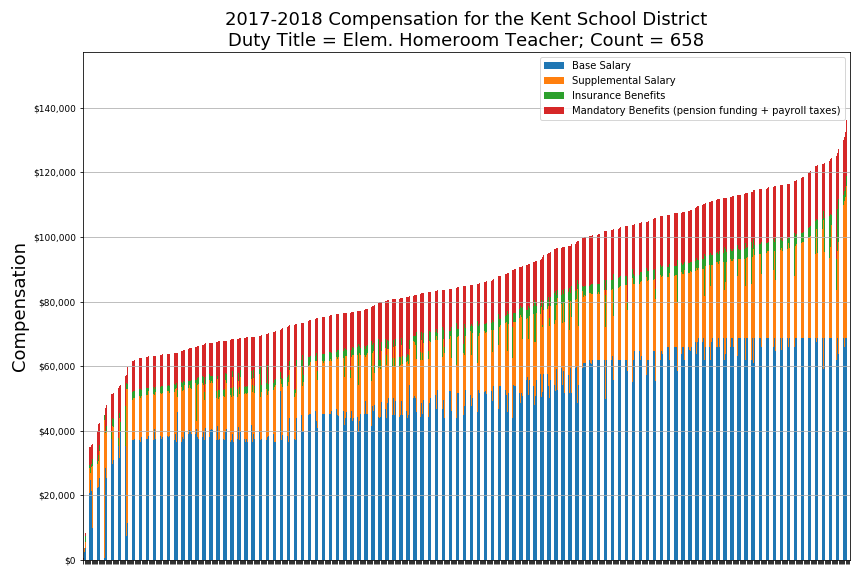 2017-2018 Compensation for the Kent School District
Duty Title = Elem. Homeroom Teacher; Count = 658
Base Salary
Supplemental Salary
Insurance Benefits
Mandatory Benefits (pension funding + payroll taxes)
Compensation
$140,000
$120,000
$100,000
$80,000
$60,000
$40,000
$20,000
$0